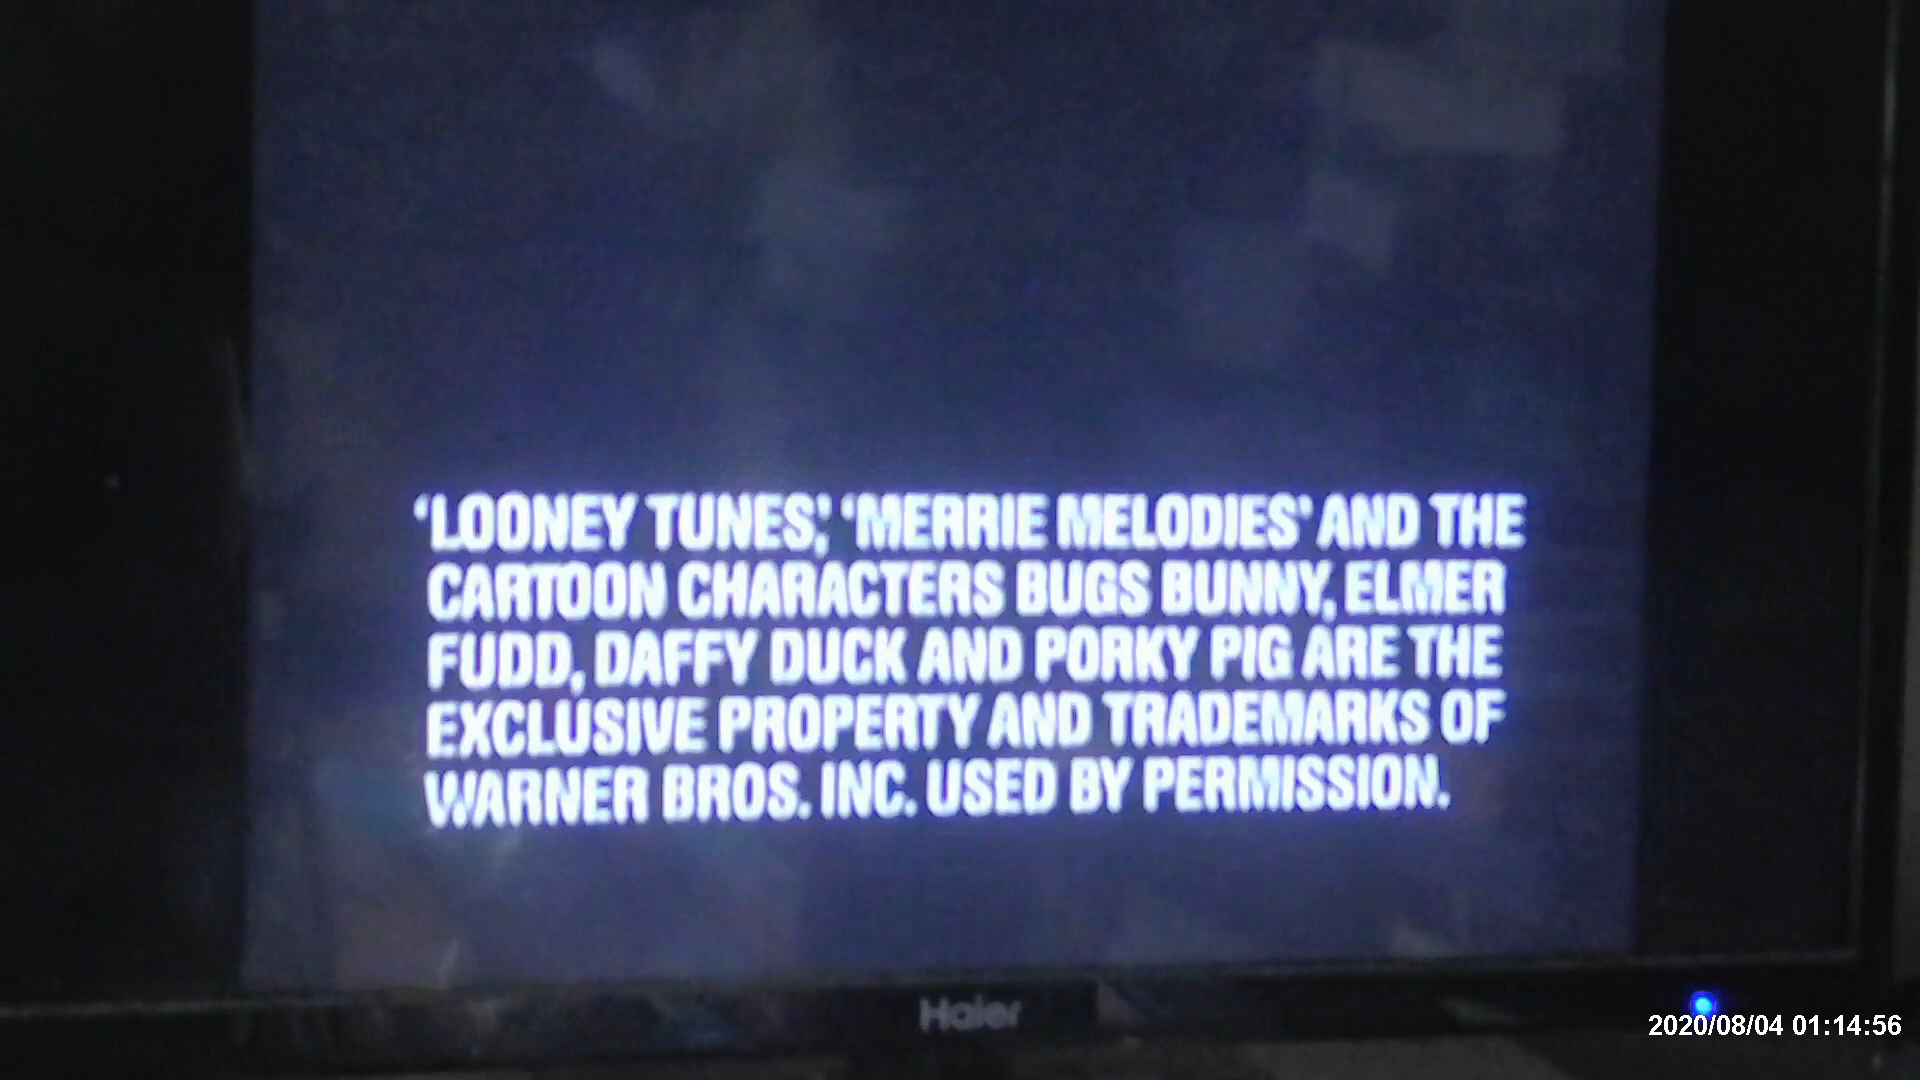 ‘LOONEY TUNES,’ ‘MERRIE MELODIES’ AND THE
CARTOON CHARACTERS BUGS BUNNY, ELMER
FUDD, DAFFY DUCK AND PORKY PIG ARE THE
EXCLUSIVE PROPERTY AND TRADEMARKS OF
WARNER BROS. INC. USED BY PERMISSION.
Haier
2020/08/04 01:14:56